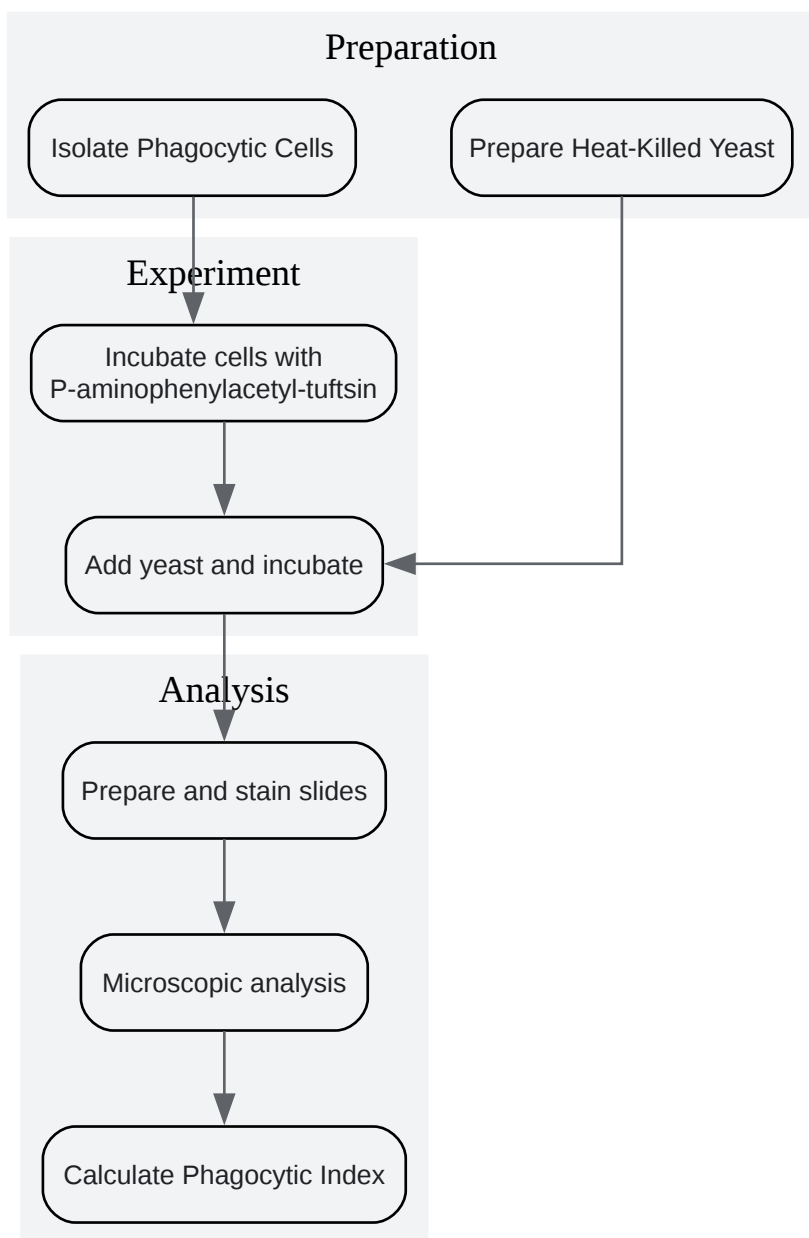 Preparation
Isolate Phagocytic Cells
Prepare Heat-Killed Yeast
Experiment
Incubate cells with
P-aminophenylacetyl-tuftsin
Add yeast and incubate
Analysis
Prepare and stain slides
Microscopic analysis
Calculate Phagocytic Index